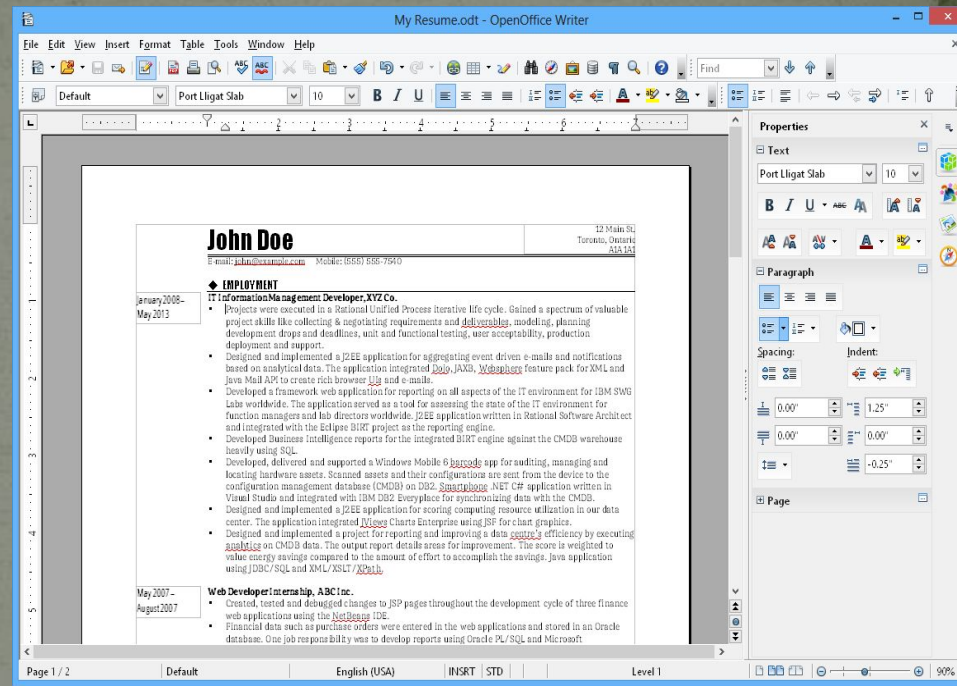 My Resume.odt - OpenOffice Writer
File Edit View Insert Format Table Tools Window Help
Find
Default Port Lligat Slab 10
John Doe
12 Main St.
Toronto, Ontario
A1A 1A1
E-mail: john@example.com Mobile: (555) 555-7540
◆ EMPLOYMENT
January 2008–
May 2013
IT Information Management Developer, XYZ Co.
Projects were executed in a Rational Unified Process iterative life cycle. Gained a spectrum of valuable
project skills like collecting & negotiating requirements and deliverables, modeling, planning
development drops and deadlines, unit and functional testing, user acceptability, production
deployment and support.
Designed and implemented a J2EE application for aggregating event driven e-mails and notifications
based on analytical data. The application integrated Dojo, JAXB, Websphere feature pack for XML and
Java Mail API to create rich browser UIs and e-mails.
Developed a framework web application for reporting on all aspects of the IT environment for IBM SWG
Labs worldwide. The application served as a tool for assessing the state of the IT environment for
function managers and lab directors worldwide. J2EE application written in Rational Software Architect
and integrated with the Eclipse BIRT project as the reporting engine.
Developed Business Intelligence reports for the integrated BIRT engine against the CMDB warehouse
heavily using SQL.
Developed, delivered and supported a Windows Mobile 6 barcode app for auditing, managing and
locating hardware assets. Scanned assets and their configurations are sent from the device to the
configuration management database (CMDB) on DB2. Smartphone .NET C# application written in
Visual Studio and integrated with IBM DB2 Everyplace for synchronizing data with the CMDB.
Designed and implemented a J2EE application for scoring computing resource utilization in our data
center. The application integrated JViews Charts Enterprise using JSF for chart graphics.
Designed and implemented a project for reporting and improving a data centre's efficiency by executing
analytics on CMDB data. The output report details areas for improvement. The score is weighted to
value energy savings compared to the amount of effort to accomplish the savings. Java application
using JDBC/SQL and XML/XSLT/XPath.
May 2007 –
August 2007
Web Developer Internship, ABC Inc.
Created, tested and debugged changes to JSP pages throughout the development cycle of three finance
web applications using the NetBeans IDE.
Financial data such as purchase orders were entered in the web applications and stored in an Oracle
database. One job responsibility was to develop reports using Oracle PL/SQL and Microsoft
Properties
Text
Port Lligat Slab 10
Paragraph
Spacing: Indent:
0.00" 1.25"
0.00" 0.00"
-0.25"
Page
Page 1 / 2 Default English (USA) INSRT STD Level 1 90%